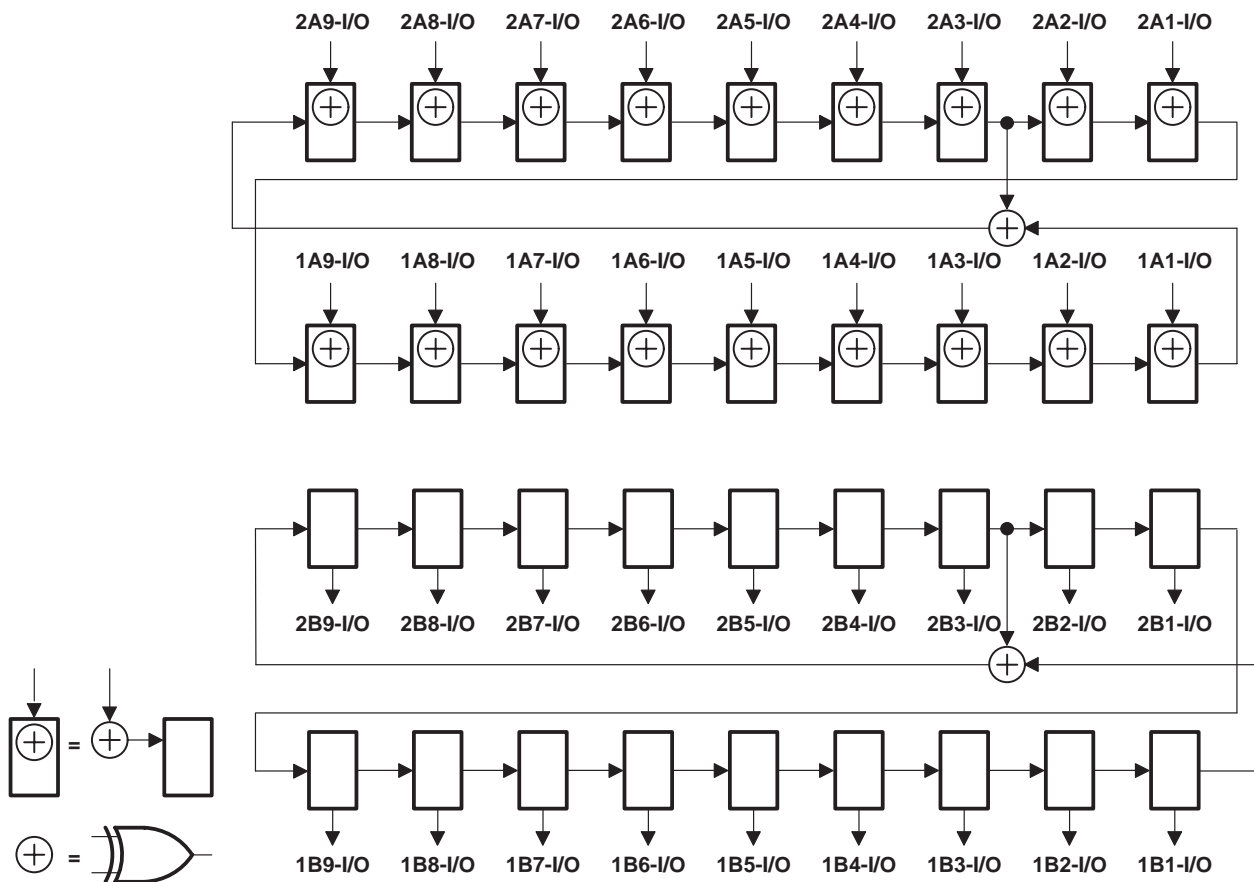 2A9-I/O 2A8-I/O 2A7-I/O 2A6-I/O 2A5-I/O 2A4-I/O 2A3-I/O 2A2-I/O 2A1-I/O
1A9-I/O 1A8-I/O 1A7-I/O 1A6-I/O 1A5-I/O 1A4-I/O 1A3-I/O 1A2-I/O 1A1-I/O
2B9-I/O 2B8-I/O 2B7-I/O 2B6-I/O 2B5-I/O 2B4-I/O 2B3-I/O 2B2-I/O 2B1-I/O
=
=
1B9-I/O 1B8-I/O 1B7-I/O 1B6-I/O 1B5-I/O 1B4-I/O 1B3-I/O 1B2-I/O 1B1-I/O